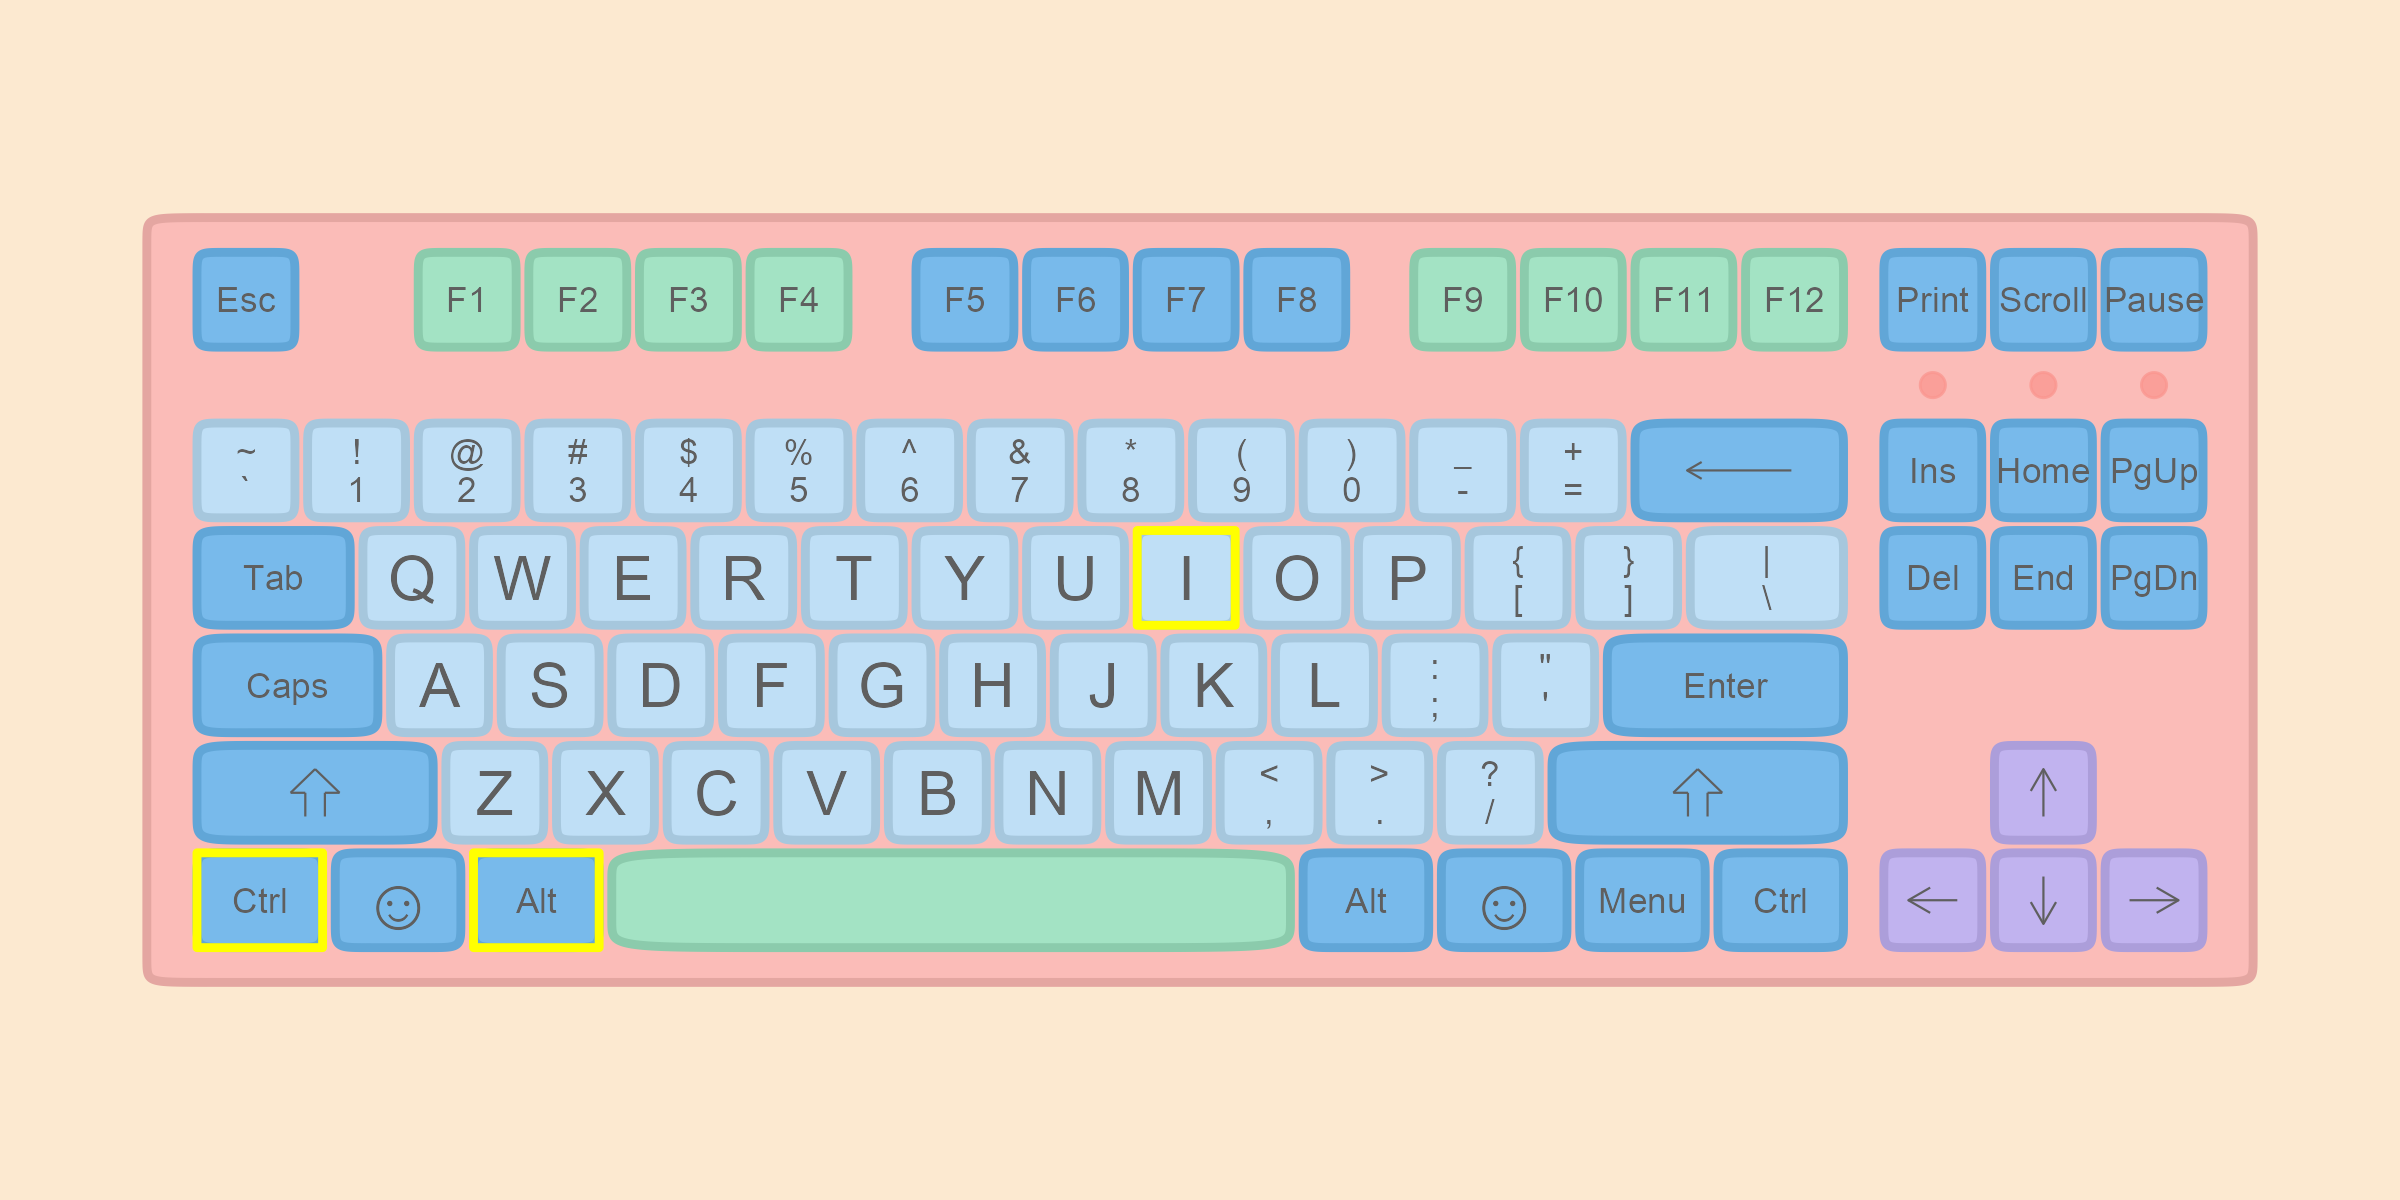 Esc F1 F2 F3 F4 F5 F6 F7 F8 F9 F10 F11 F12 Print Scroll Pause
~ ! @ # $ % ^ & * ( ) _ +
` 1 2 3 4 5 6 7 8 9 0 - = ← Ins Home PgUp
Tab Q W E R T Y U I O P { } | Del End PgDn
[ ] \
Caps A S D F G H J K L : " Enter
; '
⇧ Z X C V B N M < > ? ⇧ ↑
, . /
Ctrl ☺ Alt Alt ☺ Menu Ctrl ← ↓ →